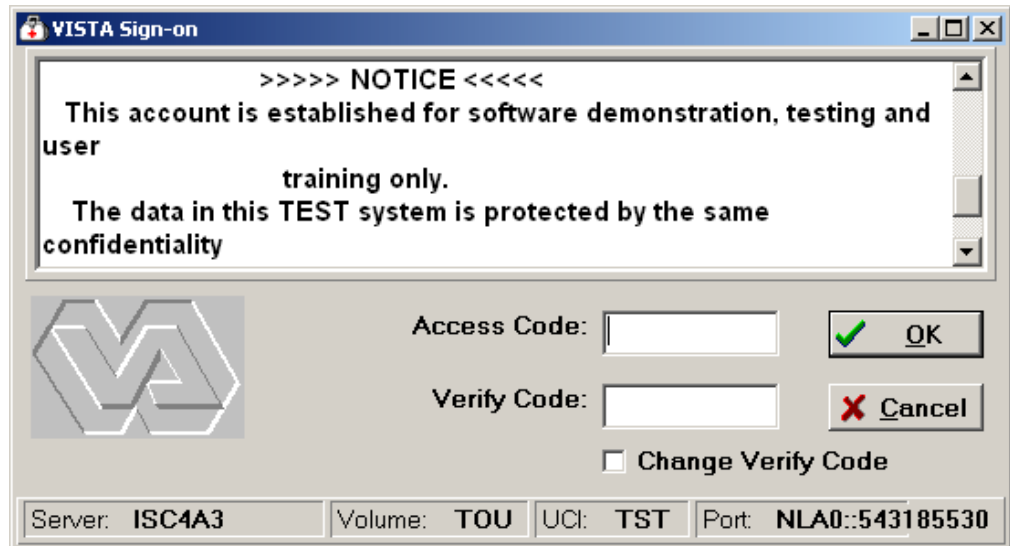 VISTA Sign-on
>>>>> NOTICE <<<<<
This account is established for software demonstration, testing and
user
training only.
The data in this TEST system is protected by the same
confidentiality
Access Code:
OK
Verify Code:
Cancel
Change Verify Code
Server: ISC4A3 Volume: TOU UCI: TST Port: NLA0::543185530